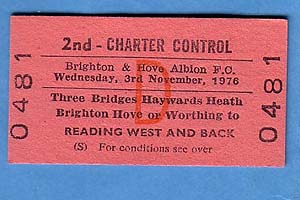 2nd - CHARTER CONTROL
Brighton & Hove Albion F.C.
Wednesday, 3rd November, 1976
D
Three Bridges Haywards Heath
Brighton Hove or Worthing to
READING WEST AND BACK
(S) For conditions see over
0481
0481